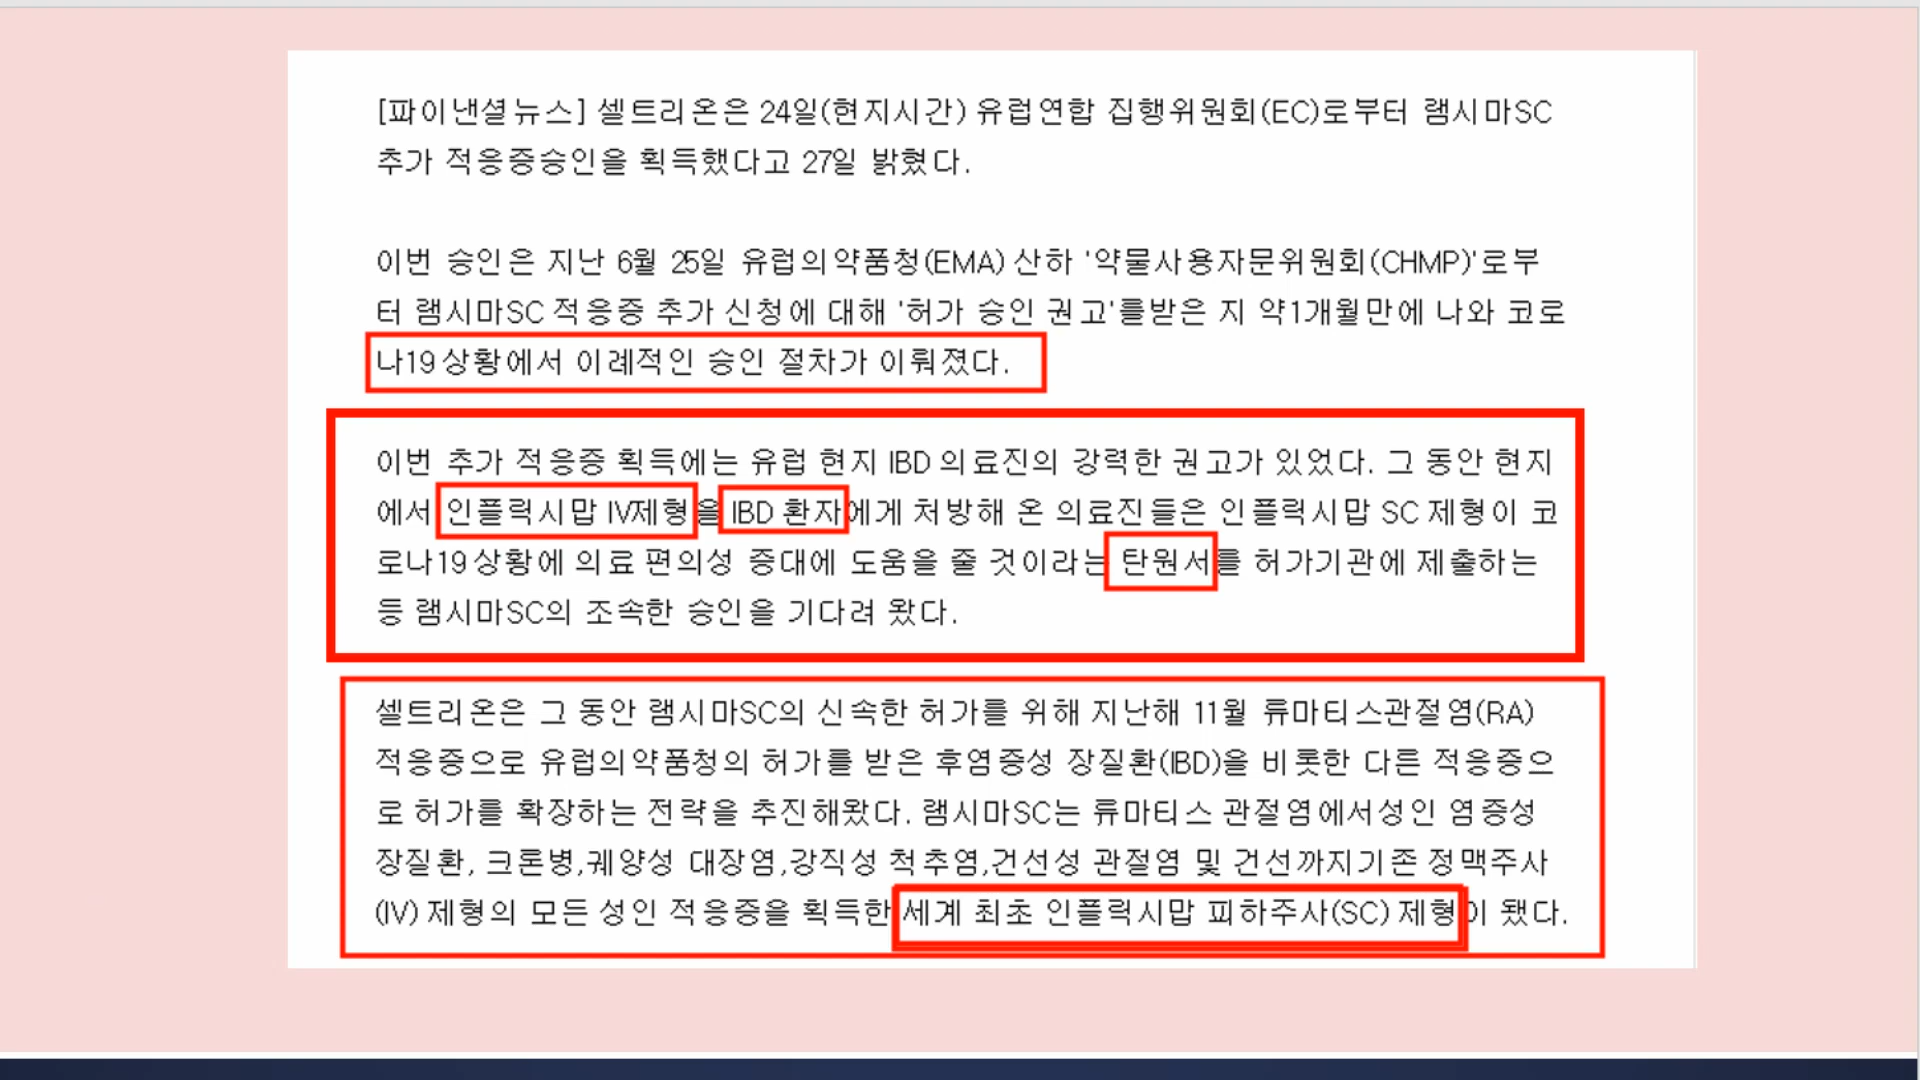 [파이낸셜뉴스] 셀트리온은 24일(현지시간) 유럽연합 집행위원회(EC)로부터 램시마SC
추가 적응증승인을 획득했다고 27일 밝혔다.
이번 승인은 지난 6월 25일 유럽의약품청(EMA) 산하 '약물사용자문위원회(CHMP)'로부
터 램시마SC 적응증 추가 신청에 대해 '허가 승인 권고'를받은 지 약1개월만에 나와 코로
나19 상황에서 이례적인 승인 절차가 이뤄졌다.
이번 추가 적응증 획득에는 유럽 현지 IBD 의료진의 강력한 권고가 있었다. 그 동안 현지
에서 인플릭시맙 IV제형을 IBD 환자에게 처방해 온 의료진들은 인플릭시맙 SC 제형이 코
로나19 상황에 의료 편의성 증대에 도움을 줄 것이라는 탄원서를 허가기관에 제출하는
등 램시마SC의 조속한 승인을 기다려 왔다.
셀트리온은 그 동안 램시마SC의 신속한 허가를 위해 지난해 11월 류마티스관절염(RA)
적응증으로 유럽의약품청의 허가를 받은 후염증성 장질환(IBD)을 비롯한 다른 적응증으
로 허가를 확장하는 전략을 추진해왔다. 램시마SC는 류마티스 관절염에서성인 염증성
장질환, 크론병,궤양성 대장염,강직성 척추염,건선성 관절염 및 건선까지기존 정맥주사
(IV) 제형의 모든 성인 적응증을 획득한 세계 최초 인플릭시맙 피하주사(SC) 제형이 됐다.